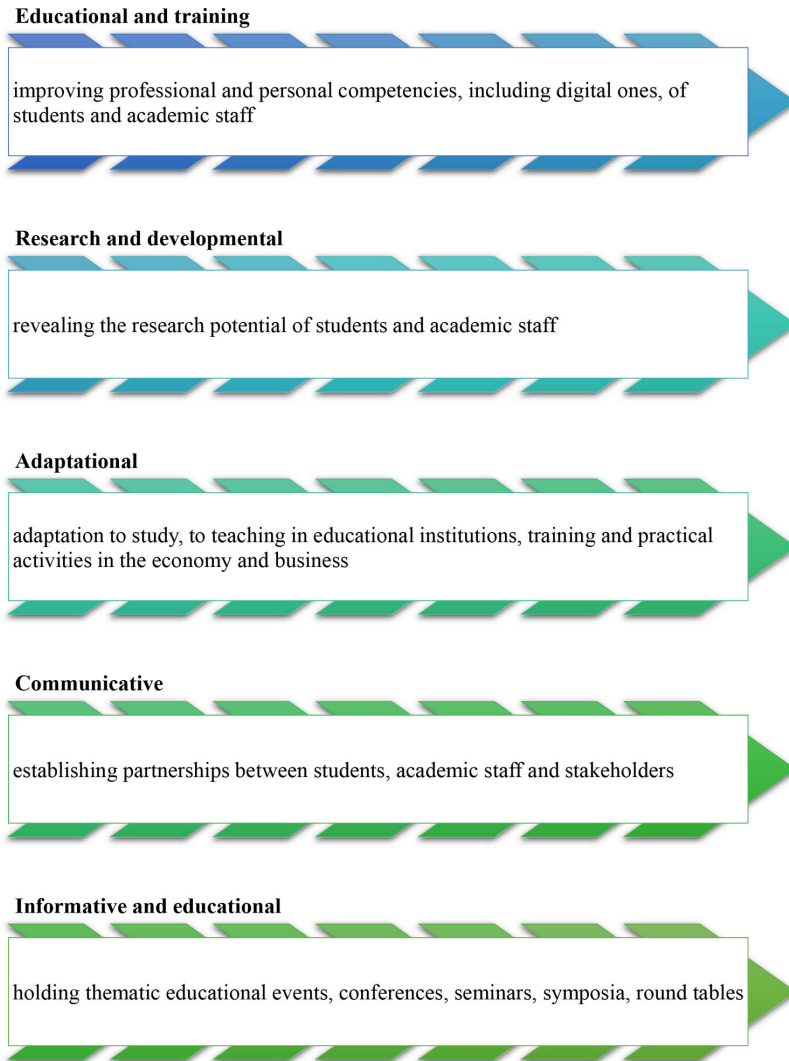 Educational and training
improving professional and personal competencies, including digital ones, of
students and academic staff
Research and developmental
revealing the research potential of students and academic staff
Adaptational
adaptation to study, to teaching in educational institutions, training and practical
activities in the economy and business
Communicative
establishing partnerships between students, academic staff and stakeholders
Informative and educational
holding thematic educational events, conferences, seminars, symposia, round tables